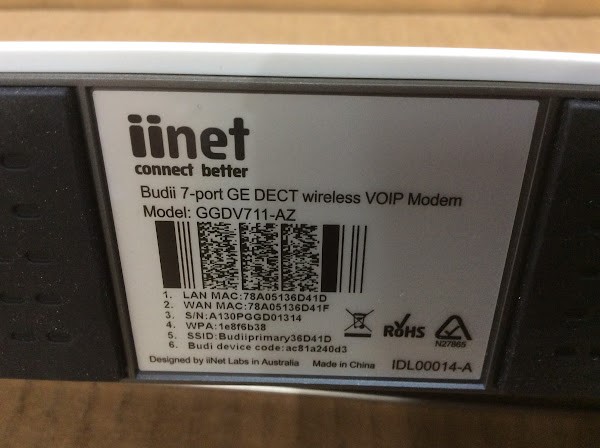 iinet
connect better
Budii 7-port GE DECT wireless VOIP Modem
Model: GGDV711-AZ
1. LAN MAC:78A05136D41D
2. WAN MAC:78A05136D41F
3. S/N:A130PGGD01314
4. WPA:1e8f6b38
5. SSID:Budiiprimary36D41D
6. Budi device code:ac81a240d3
RoHS
N27865
Designed by iiNet Labs in Australia Made in China IDL00014-A